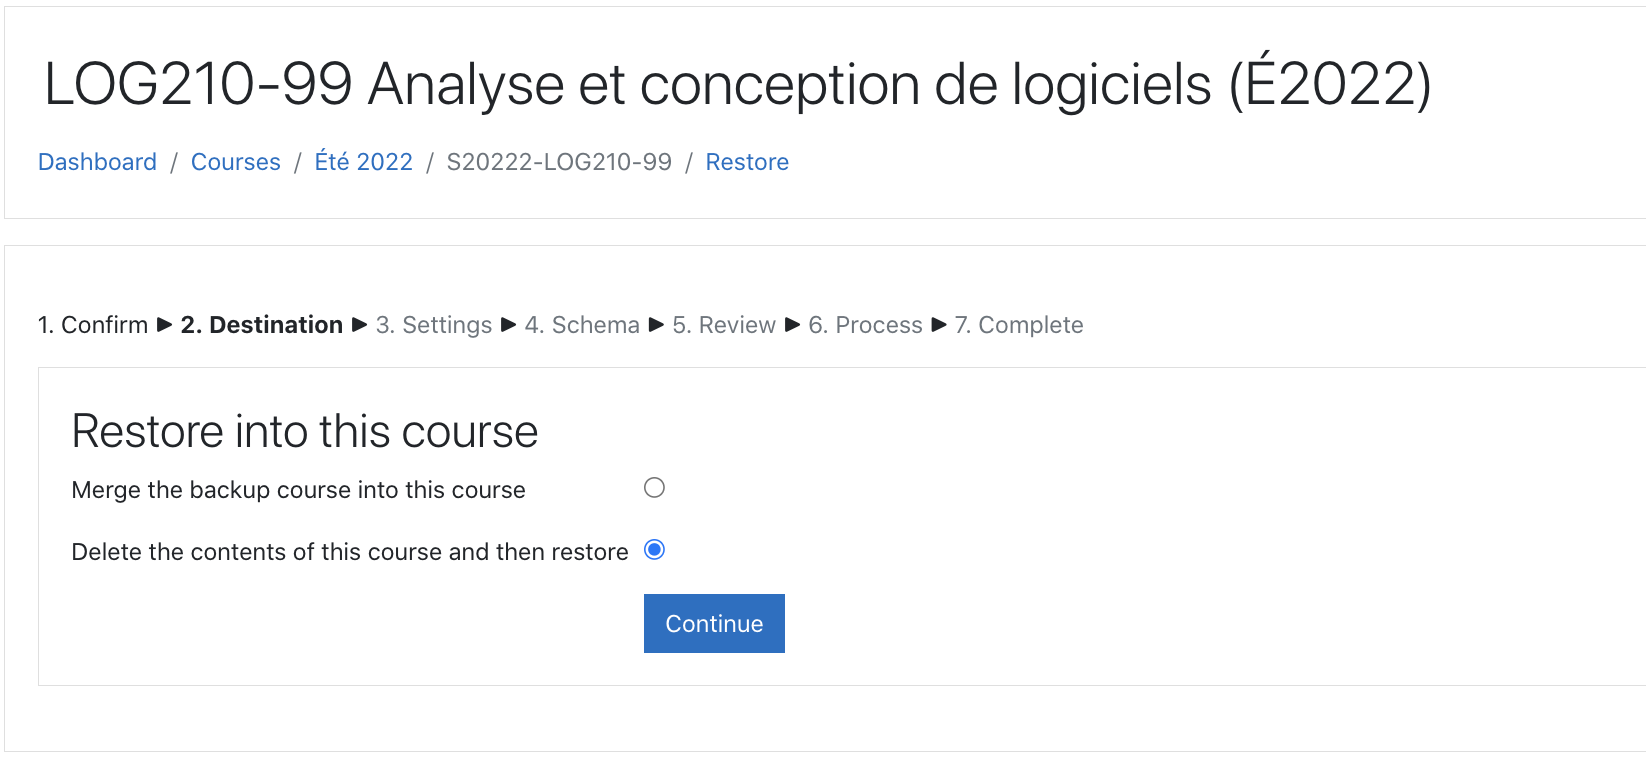 LOG210-99 Analyse et conception de logiciels (É2022)
Dashboard / Courses / Été 2022 / S20222-LOG210-99 / Restore
1. Confirm ► 2. Destination ► 3. Settings ► 4. Schema ► 5. Review ► 6. Process ► 7. Complete
Restore into this course
Merge the backup course into this course
Delete the contents of this course and then restore
Continue